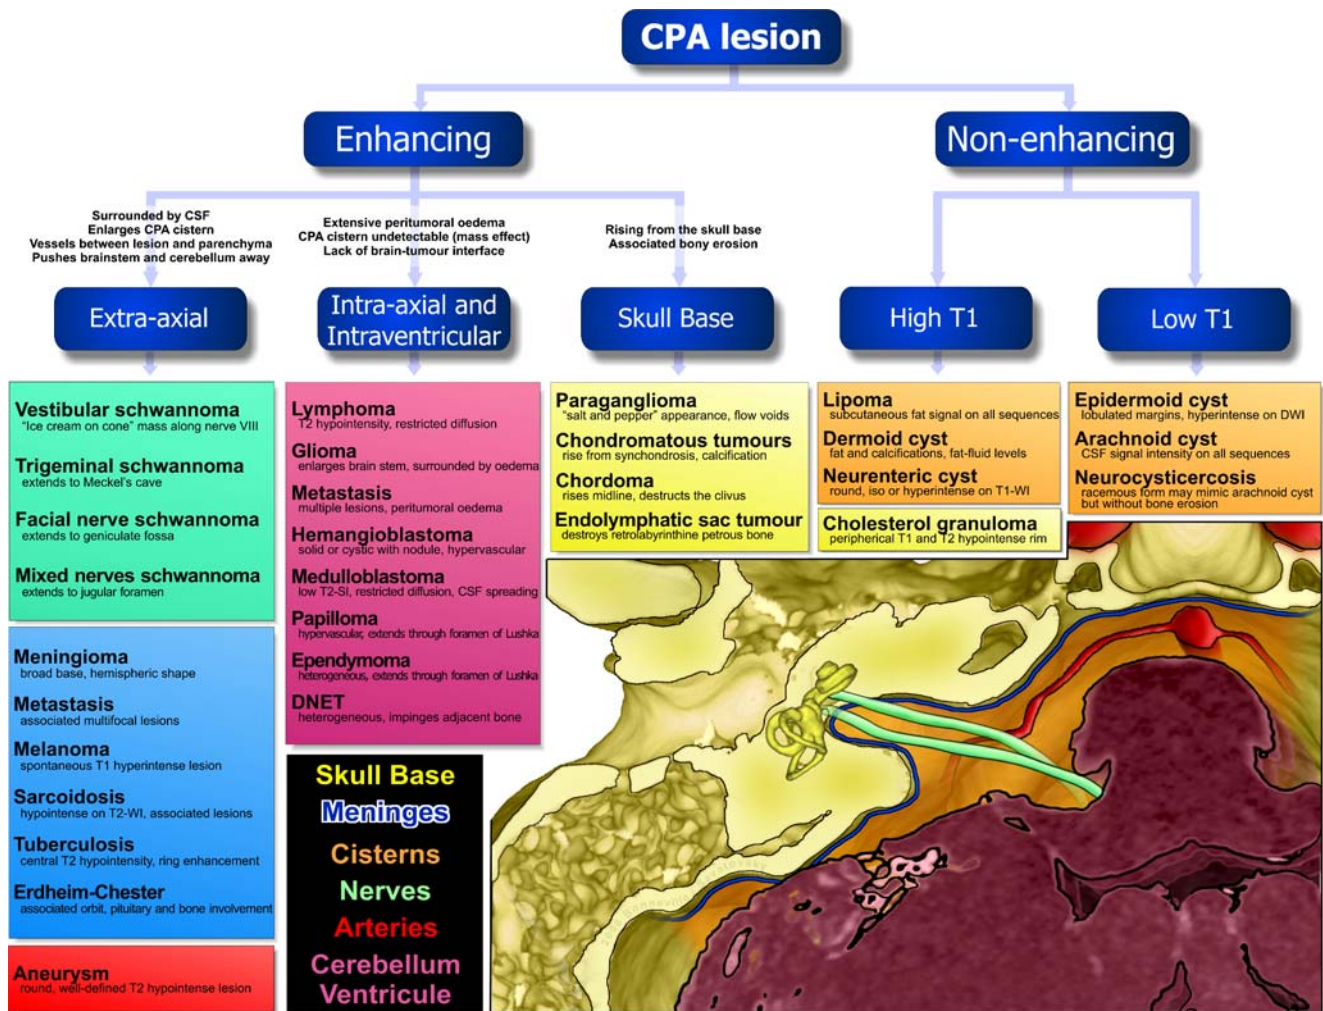 CPA lesion
Enhancing
Non-enhancing
Surrounded by CSF
Enlarges CPA cistern
Vessels between lesion and parenchyma
Pushes brainstem and cerebellum away
Extensive peritumoral oedema
CPA cistern undetectable (mass effect)
Lack of brain-tumour interface
Rising from the skull base
Associated bony erosion
Extra-axial
Intra-axial and
Intraventricular
Skull Base
High T1
Low T1
Vestibular schwannoma
"Ice cream on cone" mass along nerve VIII
Trigeminal schwannoma
extends to Meckel's cave
Facial nerve schwannoma
extends to geniculate fossa
Mixed nerves schwannoma
extends to jugular foramen
Meningioma
broad base, hemispheric shape
Metastasis
associated multifocal lesions
Melanoma
spontaneous T1 hyperintense lesion
Sarcoidosis
hypointense on T2-WI, associated lesions
Tuberculosis
central T2 hypointensity, ring enhancement
Erdheim-Chester
associated orbit, pituitary and bone involvement
Aneurysm
round, well-defined T2 hypointense lesion
Lymphoma
T2 hypointensity, restricted diffusion
Glioma
enlarges brain stem, surrounded by oedema
Metastasis
multiple lesions, peritumoral oedema
Hemangioblastoma
solid or cystic with nodule, hypervascular
Medulloblastoma
low T2-SI, restricted diffusion, CSF spreading
Papilloma
hypervascular, extends through foramen of Lushka
Ependymoma
heterogeneous, extends through foramen of Lushka
DNET
heterogeneous, impinges adjacent bone
Paraganglioma
"salt and pepper" appearance, flow voids
Chondromatous tumours
rise from synchondrosis, calcification
Chordoma
rises midline, destructs the clivus
Endolymphatic sac tumour
destroys retrolabyrinthine petrous bone
Lipoma
subcutaneous fat signal on all sequences
Dermoid cyst
fat and calcifications, fat-fluid levels
Neurenteric cyst
round, iso or hyperintense on T1-WI
Cholesterol granuloma
peripherical T1 and T2 hypointense rim
Epidermoid cyst
lobulated margins, hyperintense on DWI
Arachnoid cyst
CSF signal intensity on all sequences
Neurocysticercosis
racemous form may mimic arachnoid cyst
but without bone erosion
Skull Base
Meninges
Cisterns
Nerves
Arteries
Cerebellum
Ventricule